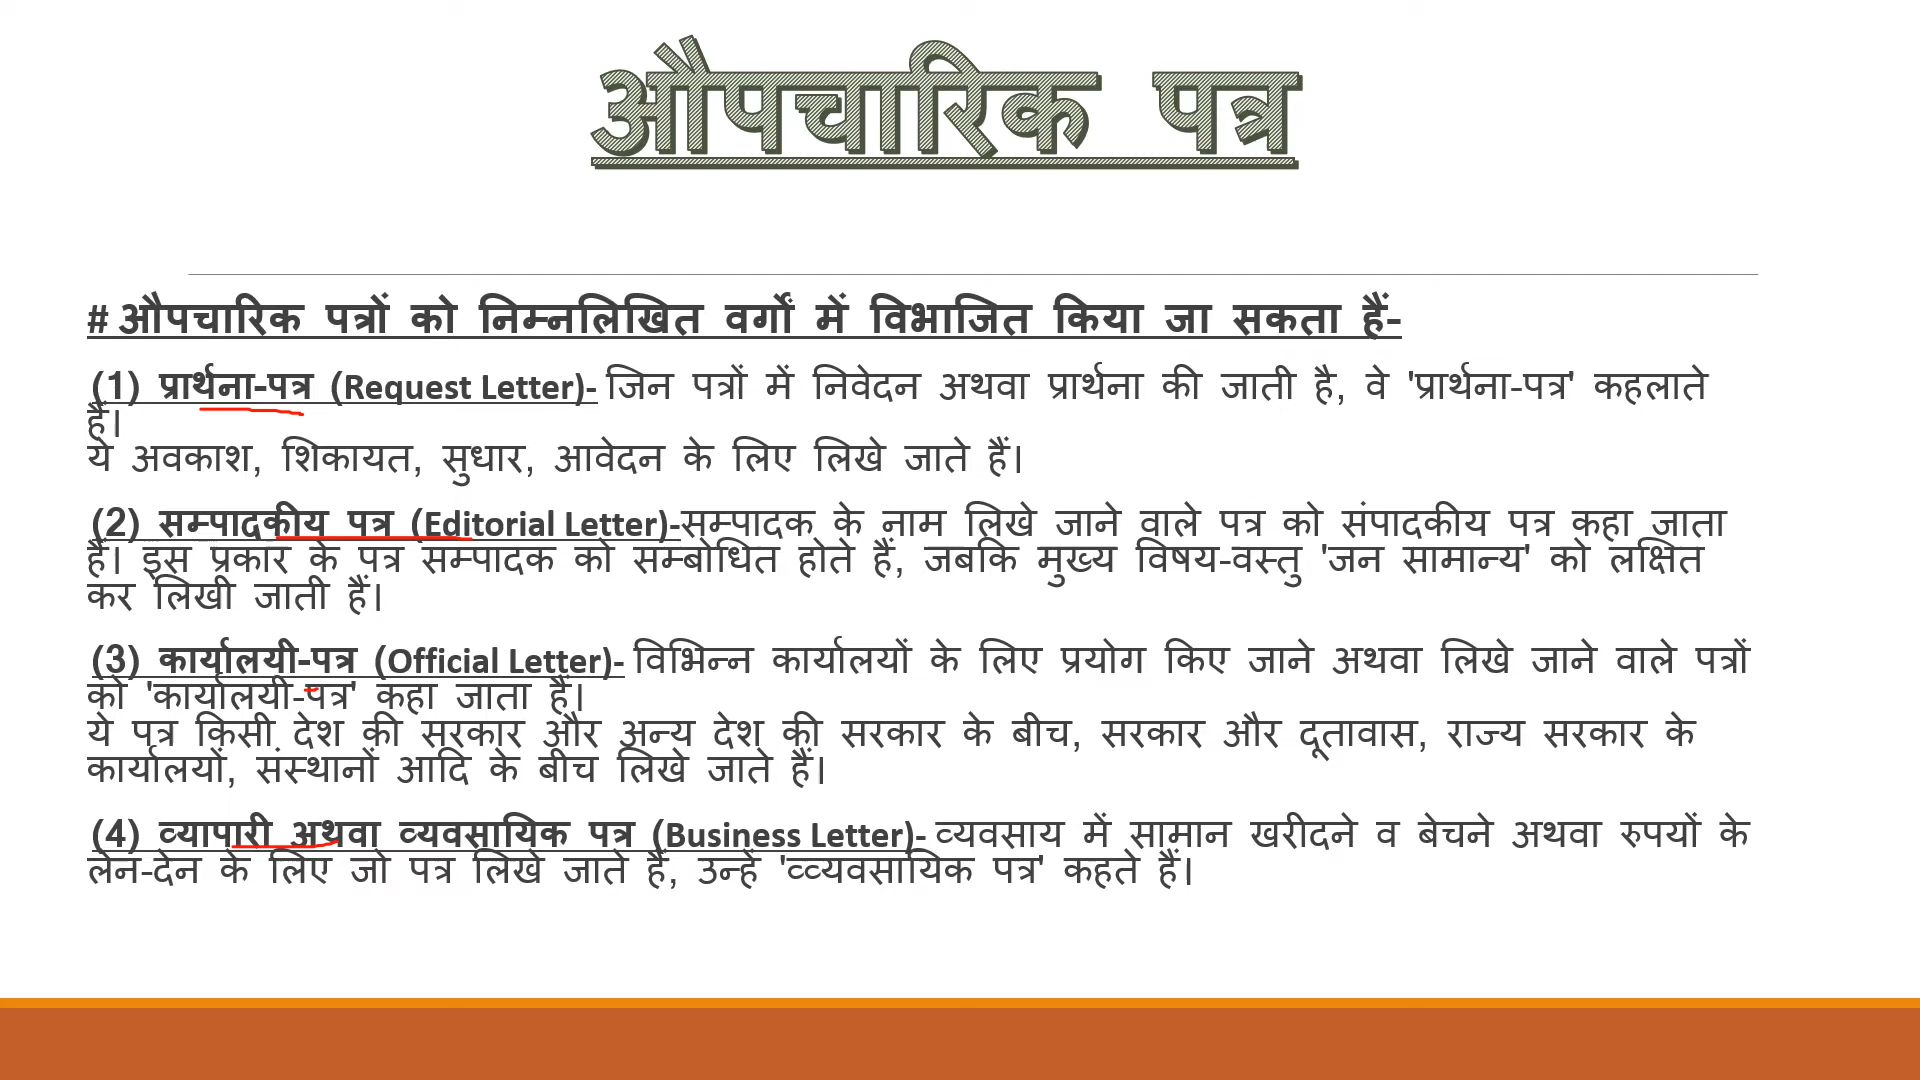 औपचारिक पत्र
# औपचारिक पत्रों को निम्नलिखित वर्गों में विभाजित किया जा सकता हैं-
(1) प्रार्थना-पत्र (Request Letter)- जिन पत्रों में निवेदन अथवा प्रार्थना की जाती है, वे 'प्रार्थना-पत्र' कहलाते
हैं।
ये अवकाश, शिकायत, सुधार, आवेदन के लिए लिखे जाते हैं।
(2) सम्पादकीय पत्र (Editorial Letter)-सम्पादक के नाम लिखे जाने वाले पत्र को संपादकीय पत्र कहा जाता
हैं। इस प्रकार के पत्र सम्पादक को सम्बोधित होते हैं, जबकि मुख्य विषय-वस्तु 'जन सामान्य' को लक्षित
कर लिखी जाती हैं।
(3) कार्यालयी-पत्र (Official Letter)- विभिन्न कार्यालयों के लिए प्रयोग किए जाने अथवा लिखे जाने वाले पत्रों
को 'कार्यालयी-पत्र' कहा जाता हैं।
ये पत्र किसी देश की सरकार और अन्य देश की सरकार के बीच, सरकार और दूतावास, राज्य सरकार के
कार्यालयों, संस्थानों आदि के बीच लिखे जाते हैं।
(4) व्यापारी अथवा व्यवसायिक पत्र (Business Letter)- व्यवसाय में सामान खरीदने व बेचने अथवा रुपयों के
लेन-देन के लिए जो पत्र लिखे जाते हैं, उन्हें 'व्व्यवसायिक पत्र' कहते हैं।